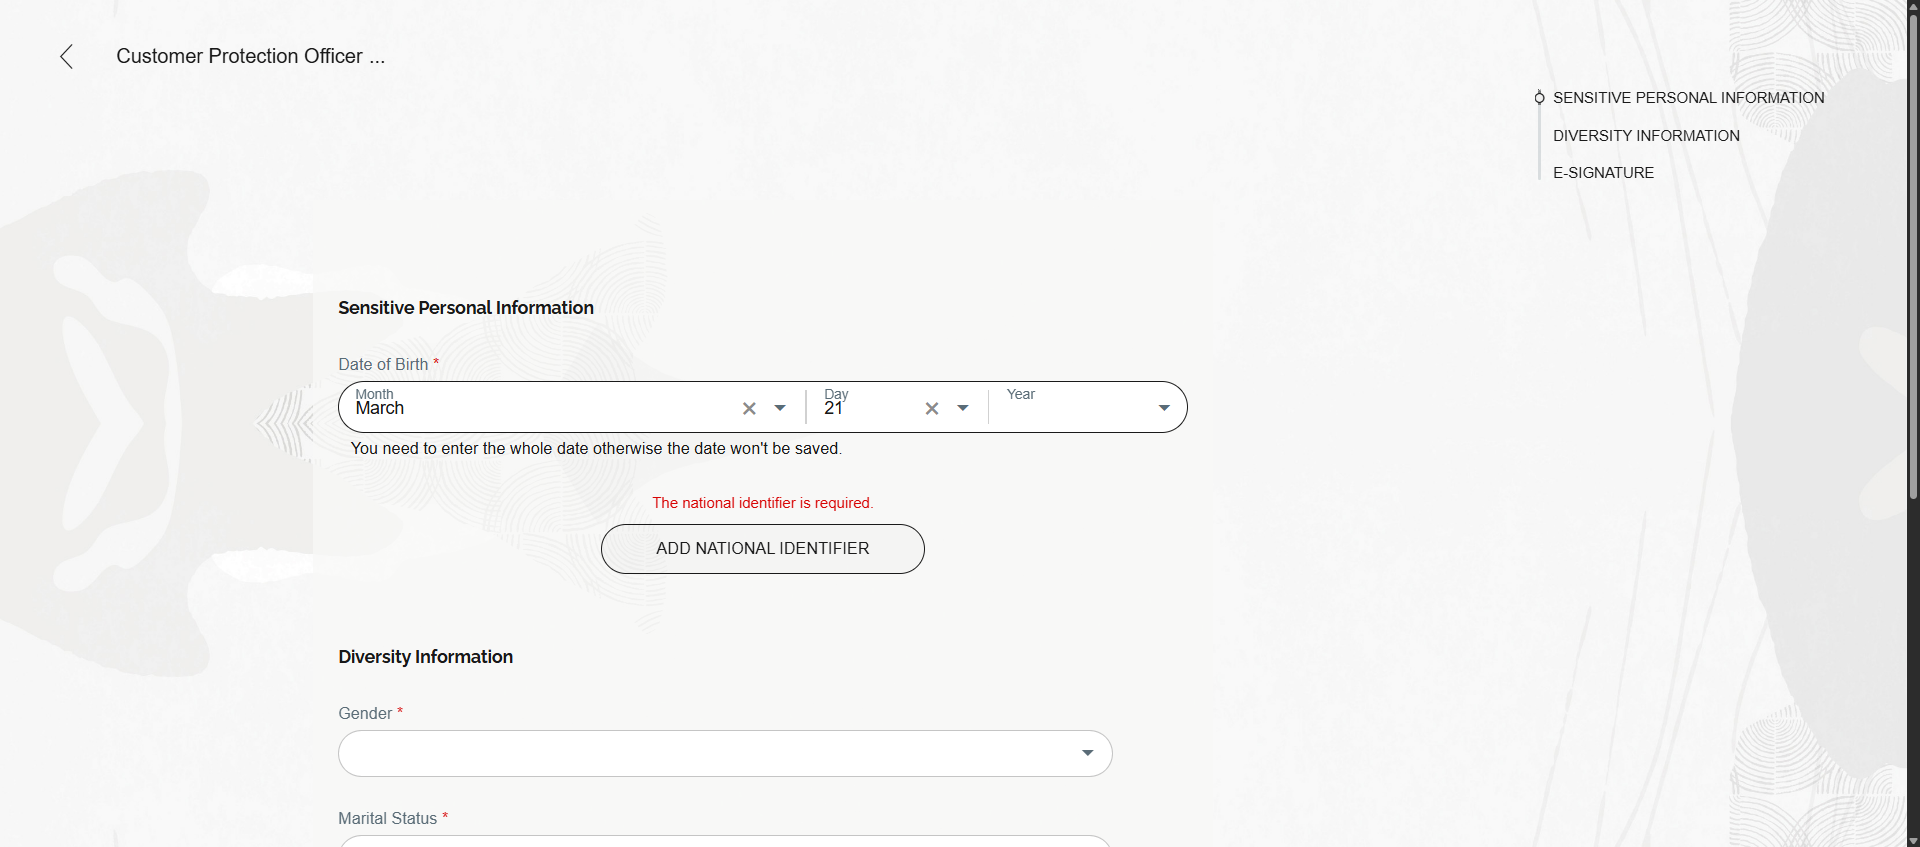 Customer Protection Officer ...
SENSITIVE PERSONAL INFORMATION
DIVERSITY INFORMATION
E-SIGNATURE
Sensitive Personal Information
Date of Birth *
Month
March
Day
21
Year
You need to enter the whole date otherwise the date won't be saved.
The national identifier is required.
ADD NATIONAL IDENTIFIER
Diversity Information
Gender *
Marital Status *